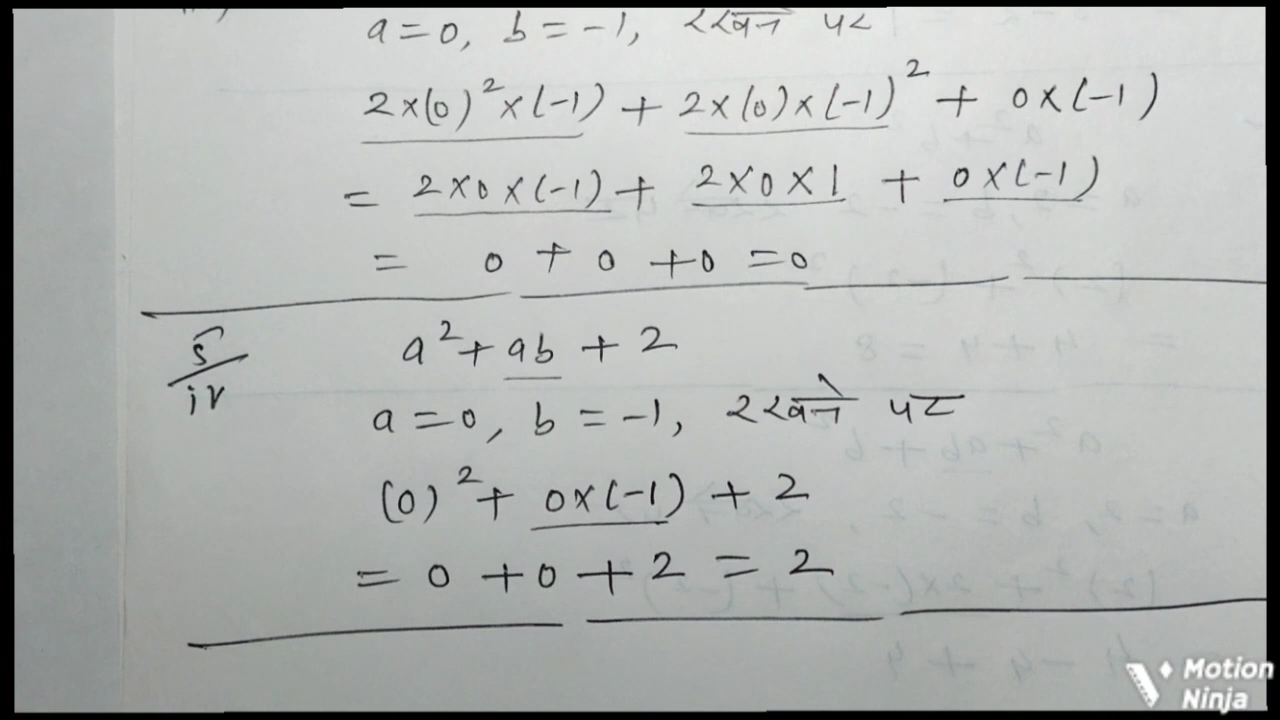 a=0, b=-1, रखने पर
2×(0)²×(-1) + 2×(0)×(-1)² + 0×(-1)
= 2×0×(-1) + 2×0×1 + 0×(-1)
= 0 + 0 + 0 = 0
5/iv
a² + ab + 2
a=0, b=-1, रखने पर
(0)² + 0×(-1) + 2
= 0 + 0 + 2 = 2
Motion
Ninja